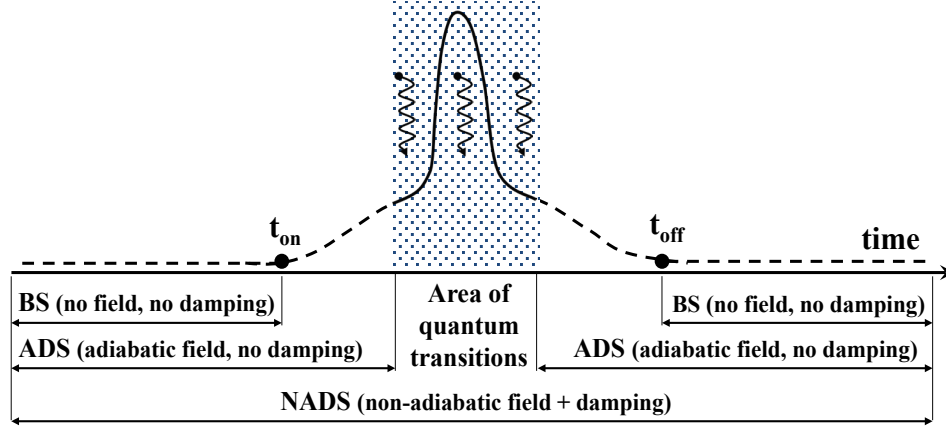 t_on
t_off
time
BS (no field, no damping)
Area of
quantum
transitions
BS (no field, no damping)
ADS (adiabatic field, no damping)
ADS (adiabatic field, no damping)
NADS (non-adiabatic field + damping)